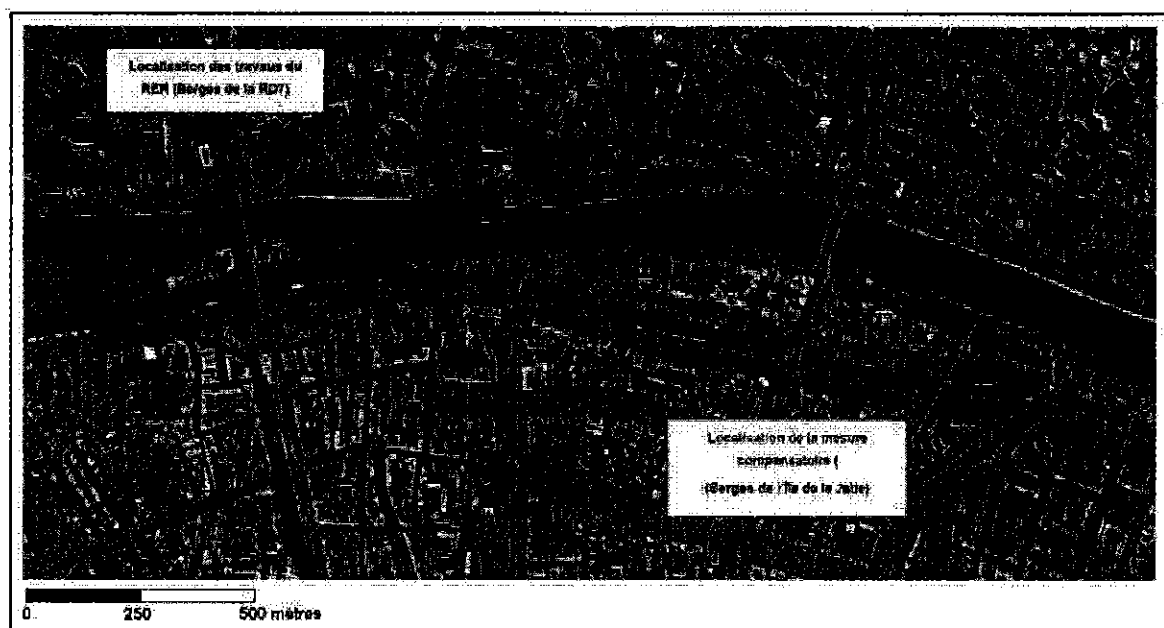 Localisation des travaux du
RER (Berges de la RD7)
Localisation de la mesure
compensatoire (
(Berges de l'Île de la Jatte)
0 250 500 mètres